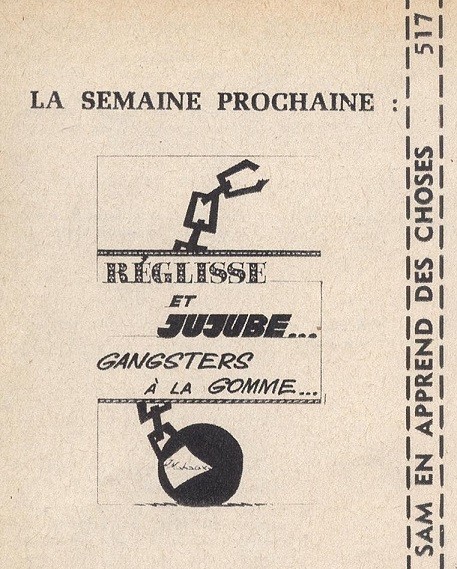 LA SEMAINE PROCHAINE :
RÉGLISSE
ET
JUJUBE...
GANGSTERS
À LA GOMME...
SAM EN APPREND DES CHOSES 517